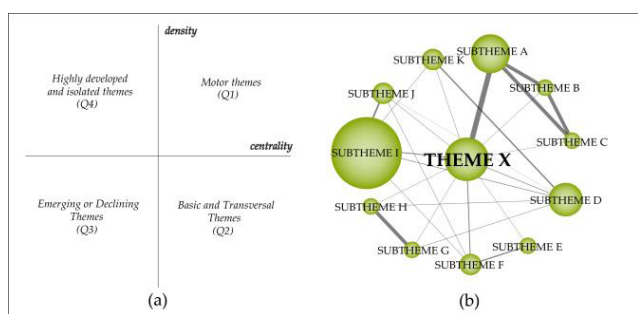 density
Highly developed
and isolated themes
(Q4)
Motor themes
(Q1)
centrality
Emerging or Declining
Themes
(Q3)
Basic and Transversal
Themes
(Q2)
(a)
SUBTHEME A
SUBTHEME K
SUBTHEME B
SUBTHEME J
SUBTHEME C
SUBTHEME I
THEME X
SUBTHEME D
SUBTHEME H
SUBTHEME G
SUBTHEME E
SUBTHEME F
(b)